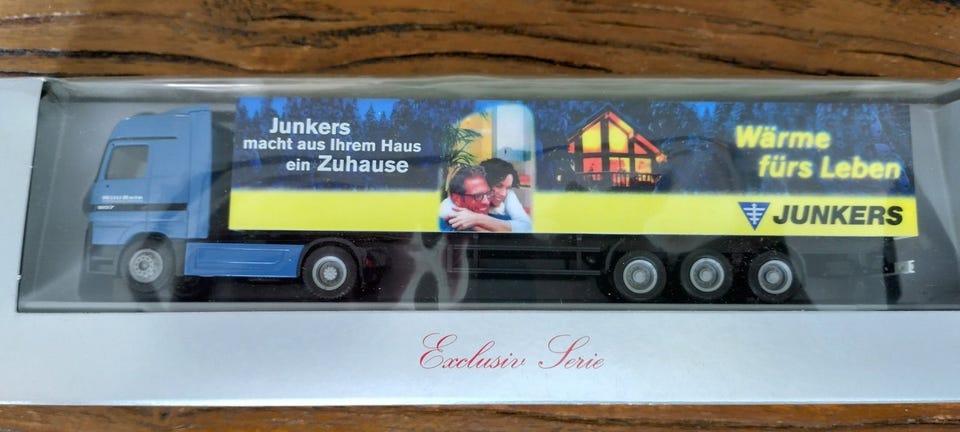 Junkers
macht aus Ihrem Haus
ein Zuhause
Wärme
fürs Leben
JUNKERS
Exclusiv Serie